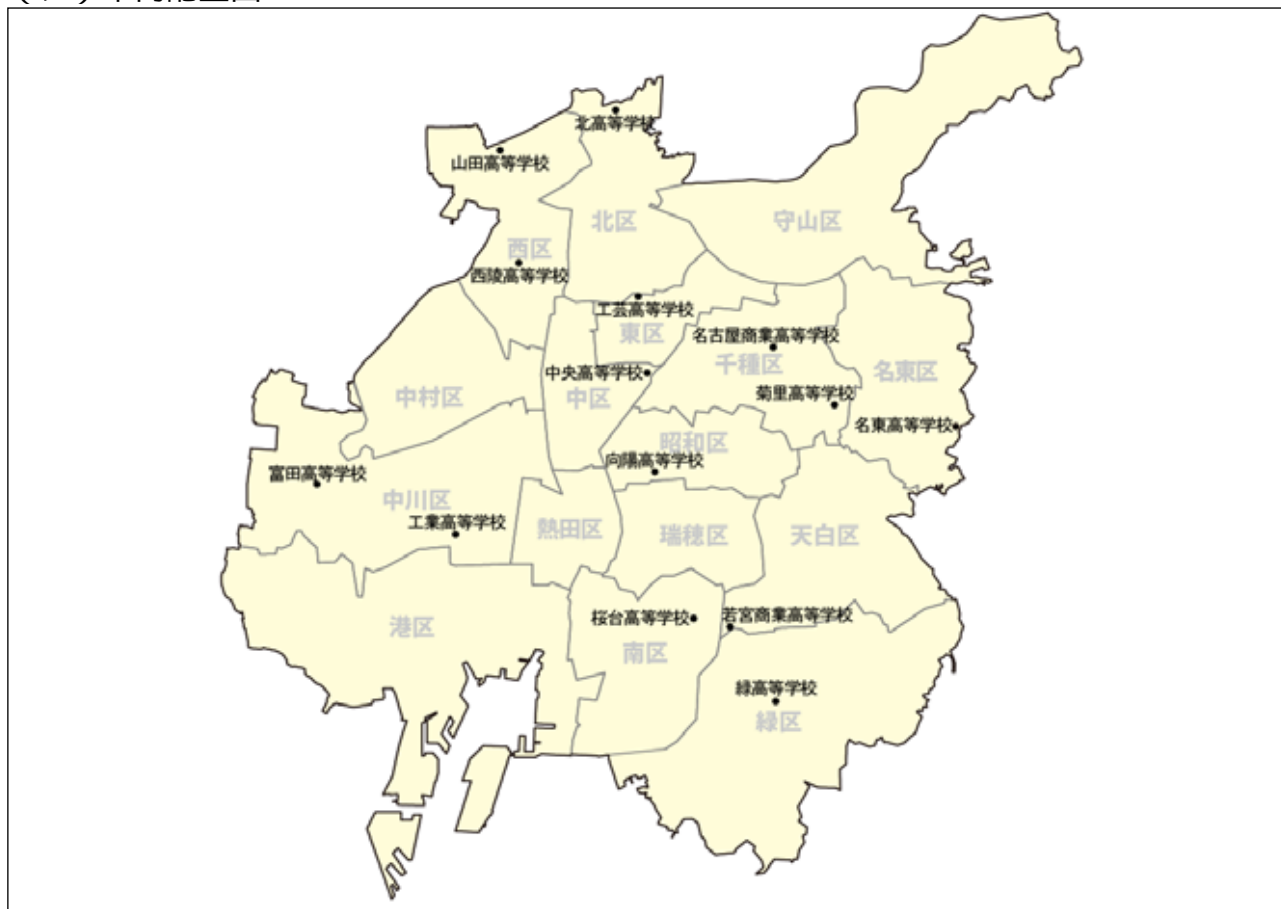 北高等学校
山田高等学校
北区
守山区
西区
西陵高等学校
工芸高等学校
東区
名古屋商業高等学校
千種区
中央高等学校
名東区
中村区
中区
菊里高等学校
名東高等学校
昭和区
向陽高等学校
富田高等学校
中川区
工業高等学校
熱田区
瑞穂区
天白区
桜台高等学校
若宮商業高等学校
港区
南区
緑高等学校
緑区